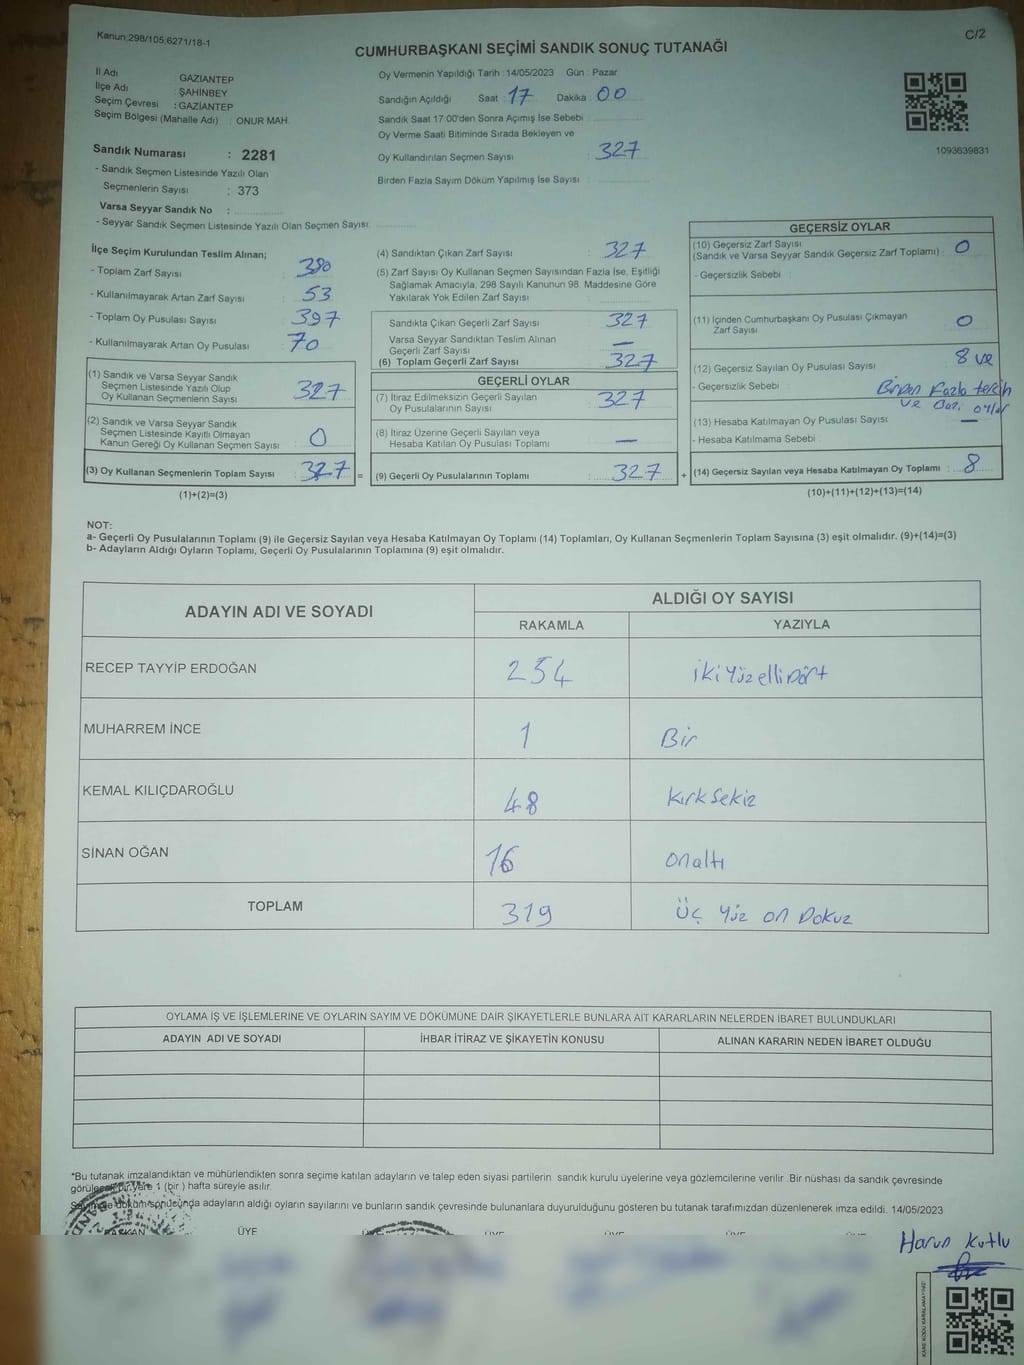 Kanun;298/105;6271/18-1
C/2
CUMHURBAŞKANI SEÇİMİ SANDIK SONUÇ TUTANAĞI
İl Adı : GAZİANTEP
İlçe Adı : ŞAHİNBEY
Seçim Çevresi : GAZİANTEP
Seçim Bölgesi (Mahalle Adı) : ONUR MAH.
Sandık Numarası : 2281
- Sandık Seçmen Listesinde Yazılı Olan
Seçmenlerin Sayısı : 373
Varsa Seyyar Sandık No :
- Seyyar Sandık Seçmen Listesinde Yazılı Olan Seçmen Sayısı:
Oy Vermenin Yapıldığı Tarih : 14/05/2023 Gün : Pazar
Sandığın Açıldığı Saat : 17 Dakika : 00
Sandık Saat 17:00'den Sonra Açımış İse Sebebi :
Oy Verme Saati Bitiminde Sırada Bekleyen ve
Oy Kullandırılan Seçmen Sayısı : 327
Birden Fazla Sayım Döküm Yapılmış İse Sayısı :
1093639831
İlçe Seçim Kurulundan Teslim Alınan;
- Toplam Zarf Sayısı : 380
- Kullanılmayarak Artan Zarf Sayısı : 53
- Toplam Oy Pusulası Sayısı : 397
- Kullanılmayarak Artan Oy Pusulası : 70
(1) Sandık ve Varsa Seyyar Sandık
Seçmen Listesinde Yazılı Olup
Oy Kullanan Seçmenlerin Sayısı : 327
(2) Sandık ve Varsa Seyyar Sandık
Seçmen Listesinde Kayıtlı Olmayan
Kanun Gereği Oy Kullanan Seçmen Sayısı : 0
(3) Oy Kullanan Seçmenlerin Toplam Sayısı : 327 =
(1)+(2)=(3)
(4) Sandıktan Çıkan Zarf Sayısı : 327
(5) Zarf Sayısı Oy Kullanan Seçmen Sayısından Fazla İse, Eşitliği
Sağlamak Amacıyla, 298 Sayılı Kanunun 98. Maddesine Göre
Yakılarak Yok Edilen Zarf Sayısı :
Sandıkta Çıkan Geçerli Zarf Sayısı : 327
Varsa Seyyar Sandıktan Teslim Alınan
Geçerli Zarf Sayısı : —
(6) Toplam Geçerli Zarf Sayısı : 327
GEÇERLİ OYLAR
(7) İtiraz Edilmeksizin Geçerli Sayılan
Oy Pusulalarının Sayısı : 327
(8) İtiraz Üzerine Geçerli Sayılan veya
Hesaba Katılan Oy Pusulası Toplamı : —
(9) Geçerli Oy Pusulalarının Toplamı : 327 +
GEÇERSİZ OYLAR
(10) Geçersiz Zarf Sayısı
(Sandık ve Varsa Seyyar Sandık Geçersiz Zarf Toplamı) : 0
- Geçersizlik Sebebi :
(11) İçinden Cumhurbaşkanı Oy Pusulası Çıkmayan
Zarf Sayısı : 0
(12) Geçersiz Sayılan Oy Pusulası Sayısı : 8 ve
- Geçersizlik Sebebi : Birden Fazla tercih
ve oylar
(13) Hesaba Katılmayan Oy Pusulası Sayısı : —
- Hesaba Katılmama Sebebi :
(14) Geçersiz Sayılan veya Hesaba Katılmayan Oy Toplamı : 8
(10)+(11)+(12)+(13)=(14)
NOT:
a- Geçerli Oy Pusulalarının Toplamı (9) ile Geçersiz Sayılan veya Hesaba Katılmayan Oy Toplamı (14) Toplamları, Oy Kullanan Seçmenlerin Toplam Sayısına (3) eşit olmalıdır. (9)+(14)=(3)
b- Adayların Aldığı Oyların Toplamı, Geçerli Oy Pusulalarının Toplamına (9) eşit olmalıdır.
ADAYIN ADI VE SOYADI
ALDIĞI OY SAYISI
RAKAMLA YAZIYLA
RECEP TAYYİP ERDOĞAN 254 iki yüz elli Dört
MUHARREM İNCE 1 Bir
KEMAL KILIÇDAROĞLU 48 Kırk Sekiz
SİNAN OĞAN 16 on altı
TOPLAM 319 Üç yüz on Dokuz
OYLAMA İŞ VE İŞLEMLERİNE VE OYLARIN SAYIM VE DÖKÜMÜNE DAİR ŞİKAYETLERLE BUNLARA AİT KARARLARIN NELERDEN İBARET BULUNDUKLARI
ADAYIN ADI VE SOYADI İHBAR İTİRAZ VE ŞİKAYETİN KONUSU ALINAN KARARIN NEDEN İBARET OLDUĞU
*Bu tutanak imzalandıktan ve mühürlendikten sonra seçime katılan adayların ve talep eden siyasi partilerin sandık kurulu üyelerine veya gözlemcilerine verilir .Bir nüshası da sandık çevresinde
görülecek bir yere 1 (bir ) hafta süreyle asılır.
Sayım ve döküm sonucunda adayların aldığı oyların sayılarını ve bunların sandık çevresinde bulunanlara duyurulduğunu gösteren bu tutanak tarafımızdan düzenlenerek imza edildi. 14/05/2023
BAŞKAN ÜYE ÜYE ÜYE ÜYE
Harun Kutlu
KARE KODU KARALAMAYINIZ!